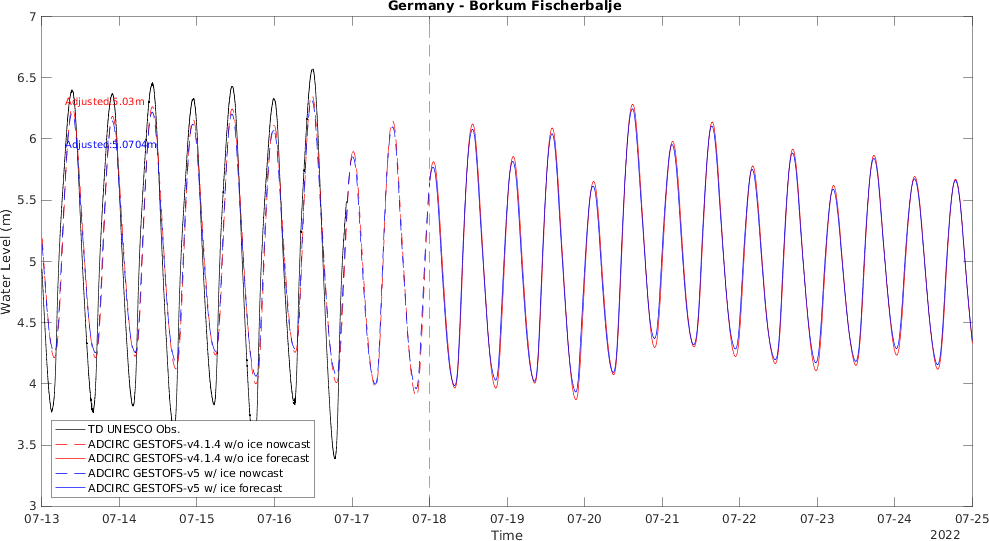 Germany - Borkum Fischerbalje
7
6.5
Adjusted:5.03m
6
Adjusted:5.0704m
5.5
5
Water Level (m)
4.5
4
3.5
3
TD UNESCO Obs.
ADCIRC GESTOFS-v4.1.4 w/o ice nowcast
ADCIRC GESTOFS-v4.1.4 w/o ice forecast
ADCIRC GESTOFS-v5 w/ ice nowcast
ADCIRC GESTOFS-v5 w/ ice forecast
07-13 07-14 07-15 07-16 07-17 07-18 07-19 07-20 07-21 07-22 07-23 07-24 07-25
Time
2022